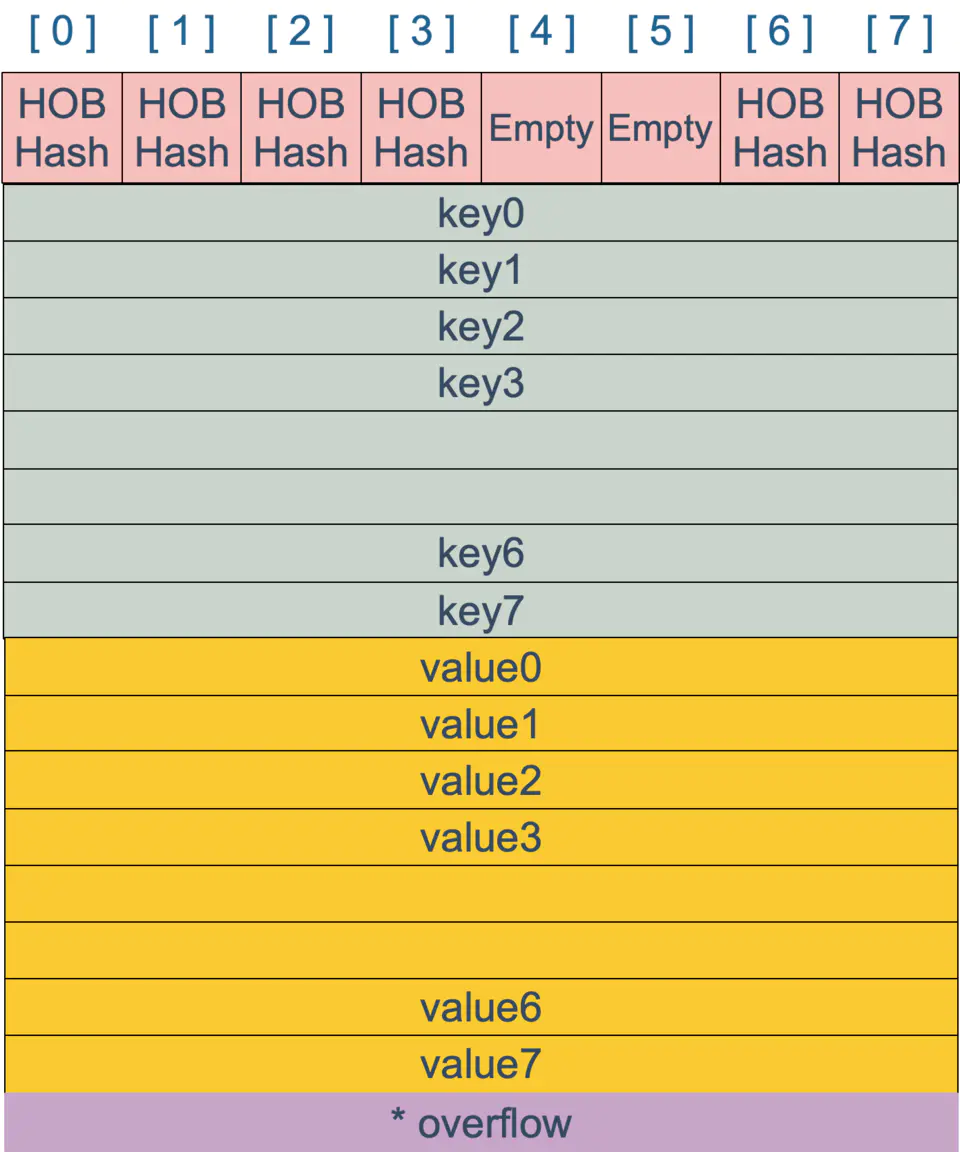 [ 0 ] [ 1 ] [ 2 ] [ 3 ] [ 4 ] [ 5 ] [ 6 ] [ 7 ]
HOB Hash HOB Hash HOB Hash HOB Hash Empty Empty HOB Hash HOB Hash
key0
key1
key2
key3
key6
key7
value0
value1
value2
value3
value6
value7
* overflow